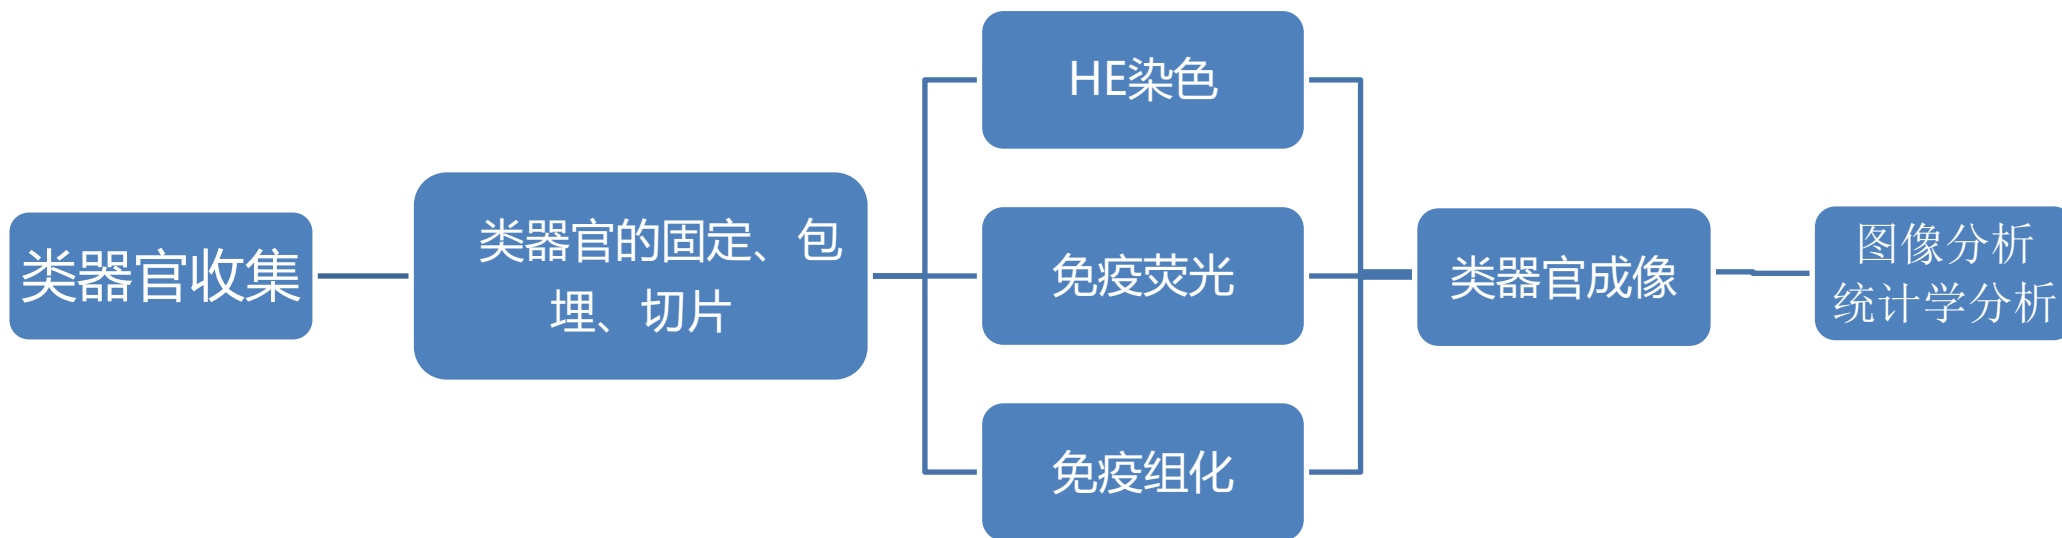 类器官收集
类器官的固定、包
埋、切片
HE染色
免疫荧光
免疫组化
类器官成像
图像分析
统计学分析